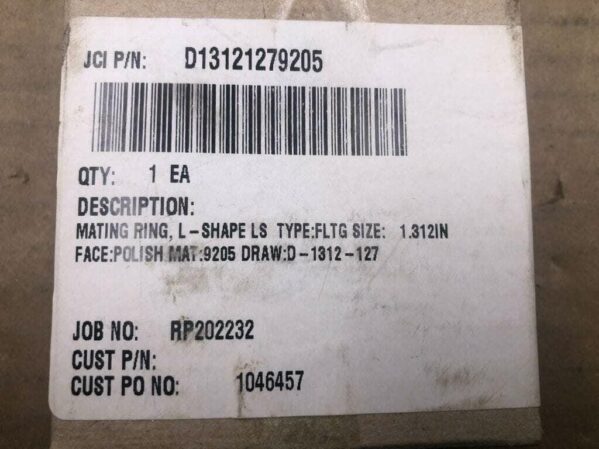 JCI P/N: D13121279205
QTY: 1 EA
DESCRIPTION:
MATING RING, L-SHAPE LS TYPE:FLTG SIZE: 1.312IN
FACE:POLISH MAT:9205 DRAW:D-1312-127
JOB NO: RP202232
CUST P/N:
CUST PO NO: 1046457